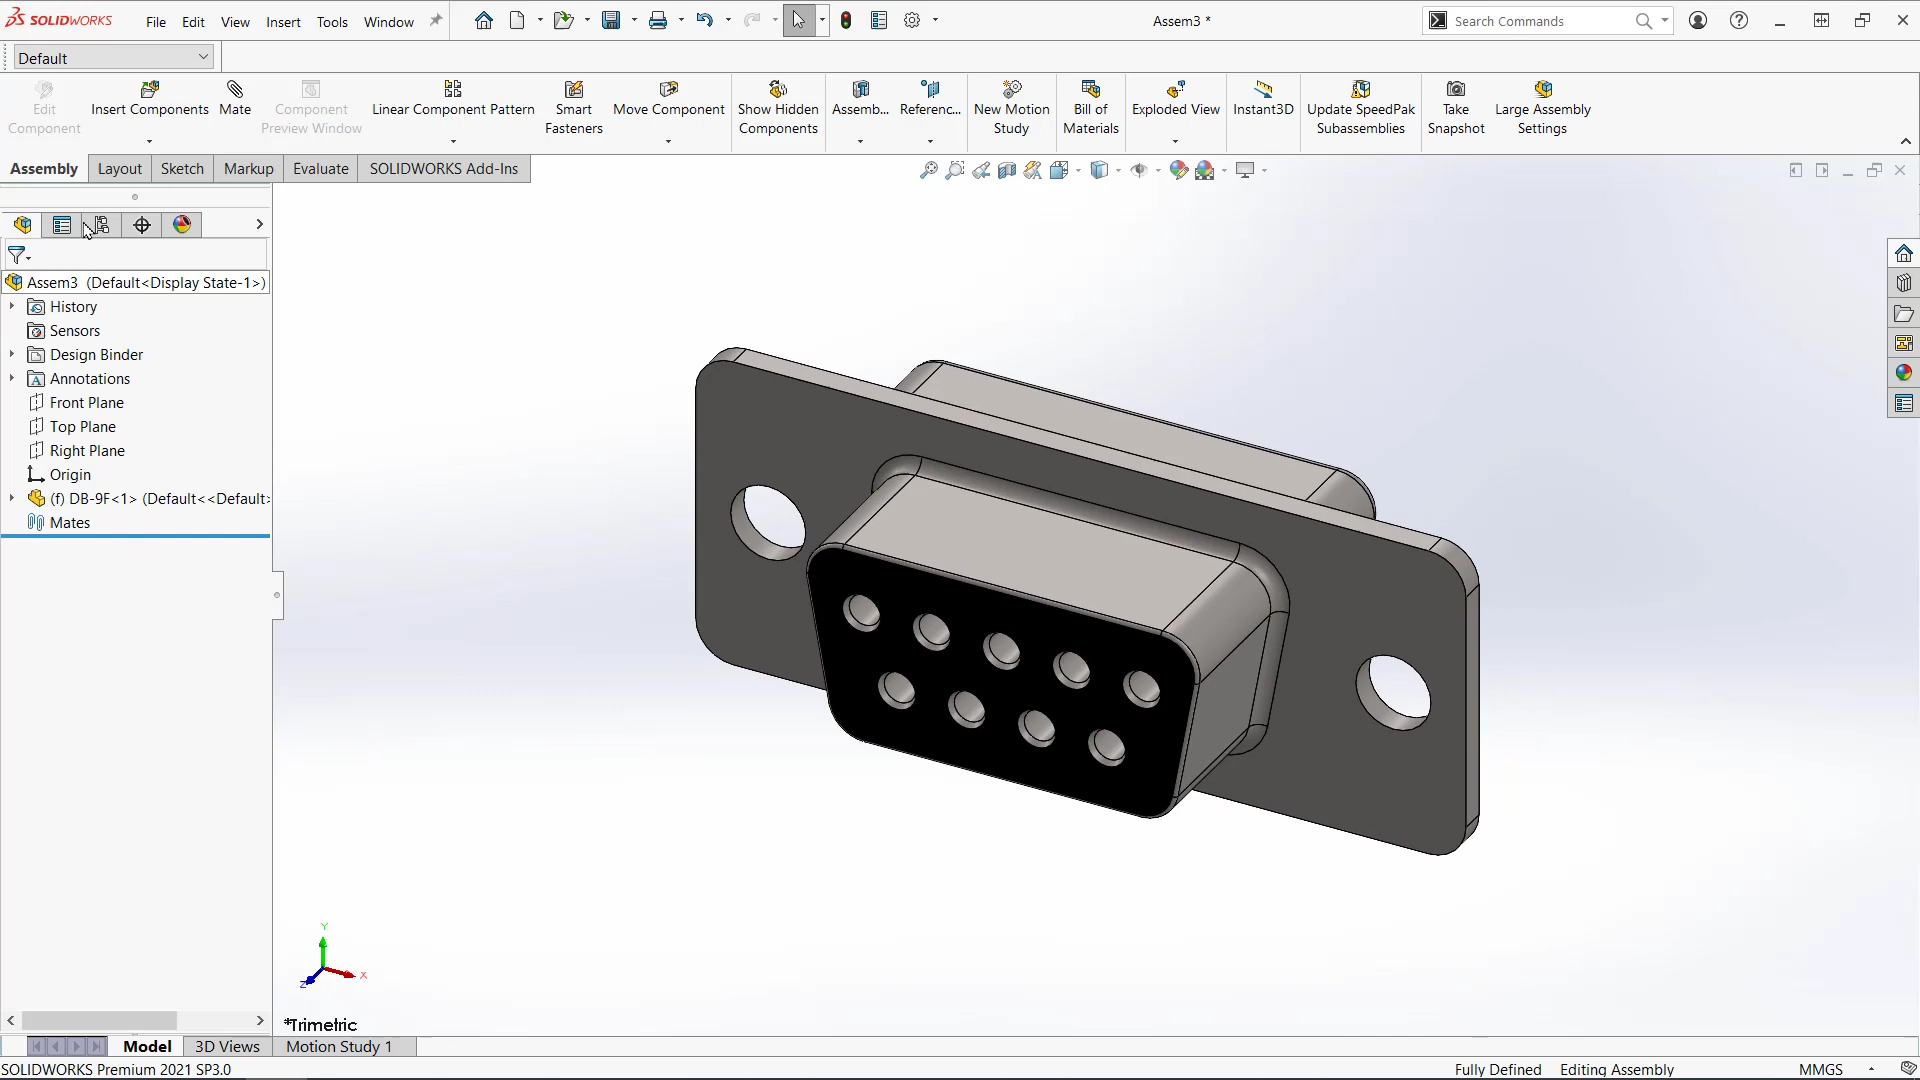 SOLIDWORKS File Edit View Insert Tools Window Assem3 * Search Commands
Default
Edit Component
Insert Components
Mate
Component Preview Window
Linear Component Pattern
Smart Fasteners
Move Component
Show Hidden Components
Assemb...
Referenc...
New Motion Study
Bill of Materials
Exploded View
Instant3D
Update SpeedPak Subassemblies
Take Snapshot
Large Assembly Settings
Assembly Layout Sketch Markup Evaluate SOLIDWORKS Add-Ins
Assem3 (Default<Display State-1>)
History
Sensors
Design Binder
Annotations
Front Plane
Top Plane
Right Plane
Origin
(f) DB-9F<1> (Default<<Default>
Mates
Y
X
Z
*Trimetric
Model 3D Views Motion Study 1
SOLIDWORKS Premium 2021 SP3.0 Fully Defined Editing Assembly MMGS